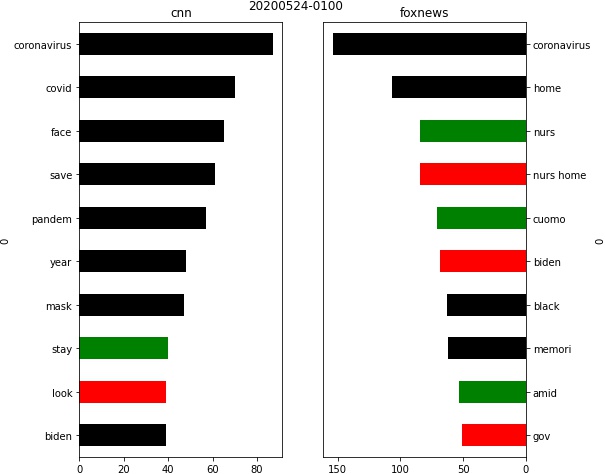 20200524-0100
cnn
foxnews
coronavirus
covid
face
save
pandem
year
mask
stay
look
biden
0
0 20 40 60 80
coronavirus
home
nurs
nurs home
cuomo
biden
black
memori
amid
gov
0
150 100 50 0